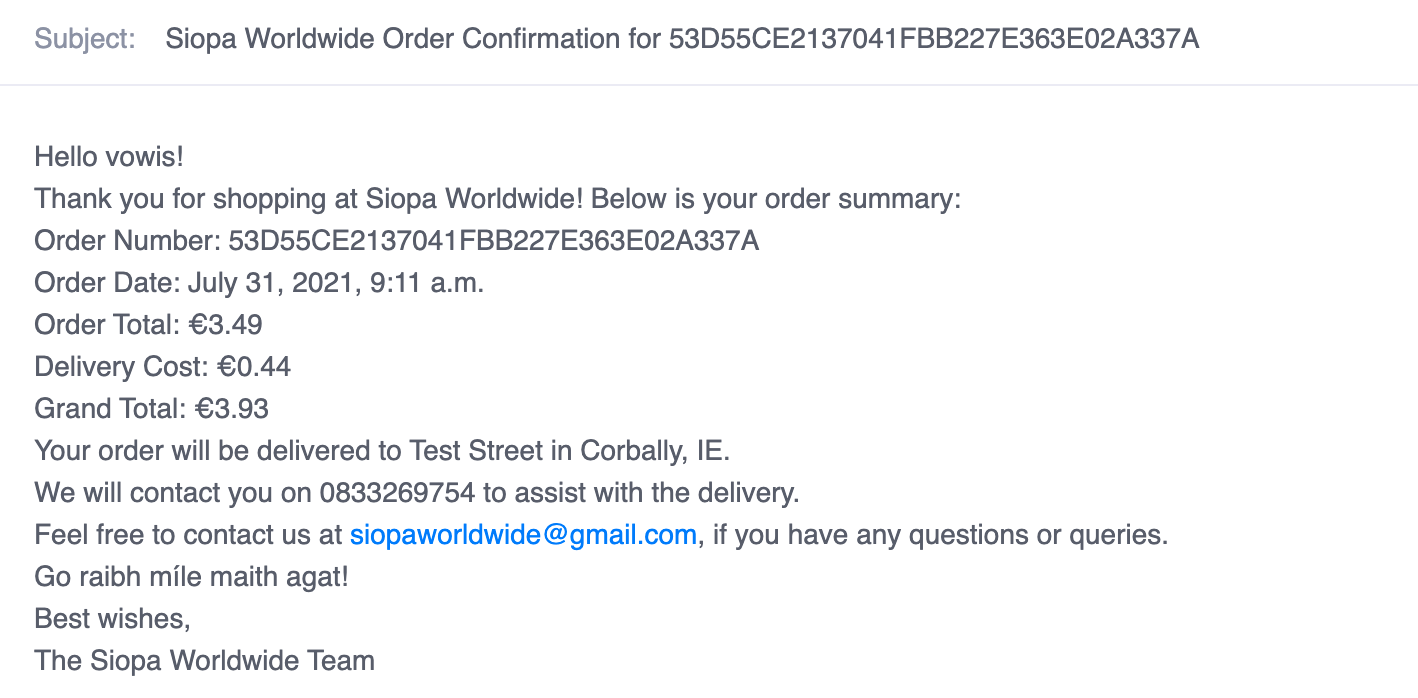 Subject: Siopa Worldwide Order Confirmation for 53D55CE2137041FBB227E363E02A337A
Hello vowis!
Thank you for shopping at Siopa Worldwide! Below is your order summary:
Order Number: 53D55CE2137041FBB227E363E02A337A
Order Date: July 31, 2021, 9:11 a.m.
Order Total: €3.49
Delivery Cost: €0.44
Grand Total: €3.93
Your order will be delivered to Test Street in Corbally, IE.
We will contact you on 0833269754 to assist with the delivery.
Feel free to contact us at siopaworldwide@gmail.com, if you have any questions or queries.
Go raibh míle maith agat!
Best wishes,
The Siopa Worldwide Team